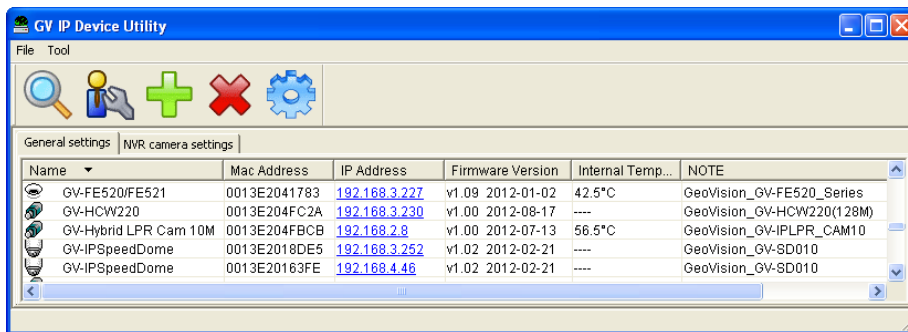 GV IP Device Utility
File Tool
General settings NVR camera settings
Name Mac Address IP Address Firmware Version Internal Temp... NOTE
GV-FE520/FE521 0013E2041783 192.168.3.227 v1.09 2012-01-02 42.5°C GeoVision_GV-FE520_Series
GV-HCW220 0013E204FC2A 192.168.3.230 v1.00 2012-08-17 ---- GeoVision_GV-HCW220(128M)
GV-Hybrid LPR Cam 10M 0013E204FBCB 192.168.2.8 v1.00 2012-07-13 56.5°C GeoVision_GV-IPLPR_CAM10
GV-IPSpeedDome 0013E2018DE5 192.168.3.252 v1.02 2012-02-21 ---- GeoVision_GV-SD010
GV-IPSpeedDome 0013E20163FE 192.168.4.46 v1.02 2012-02-21 ---- GeoVision_GV-SD010